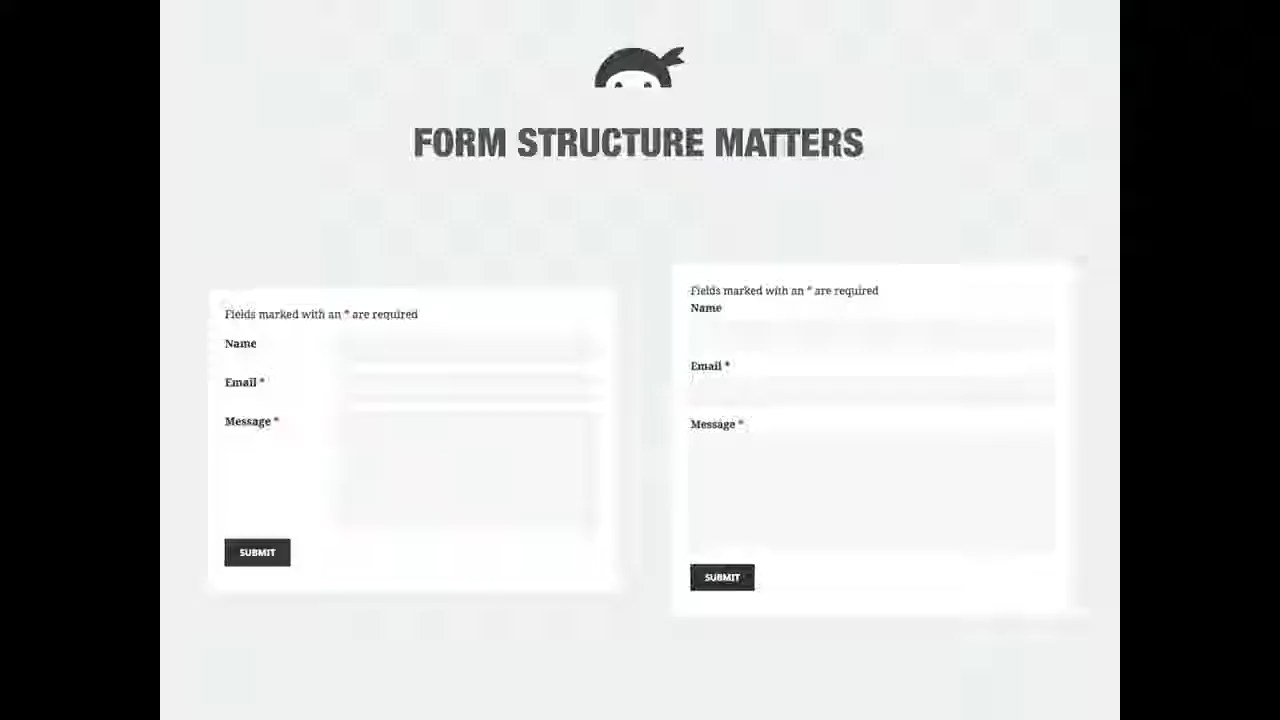 FORM STRUCTURE MATTERS
Fields marked with an * are required
Name
Email *
Message *
SUBMIT
Fields marked with an * are required
Name
Email *
Message *
SUBMIT